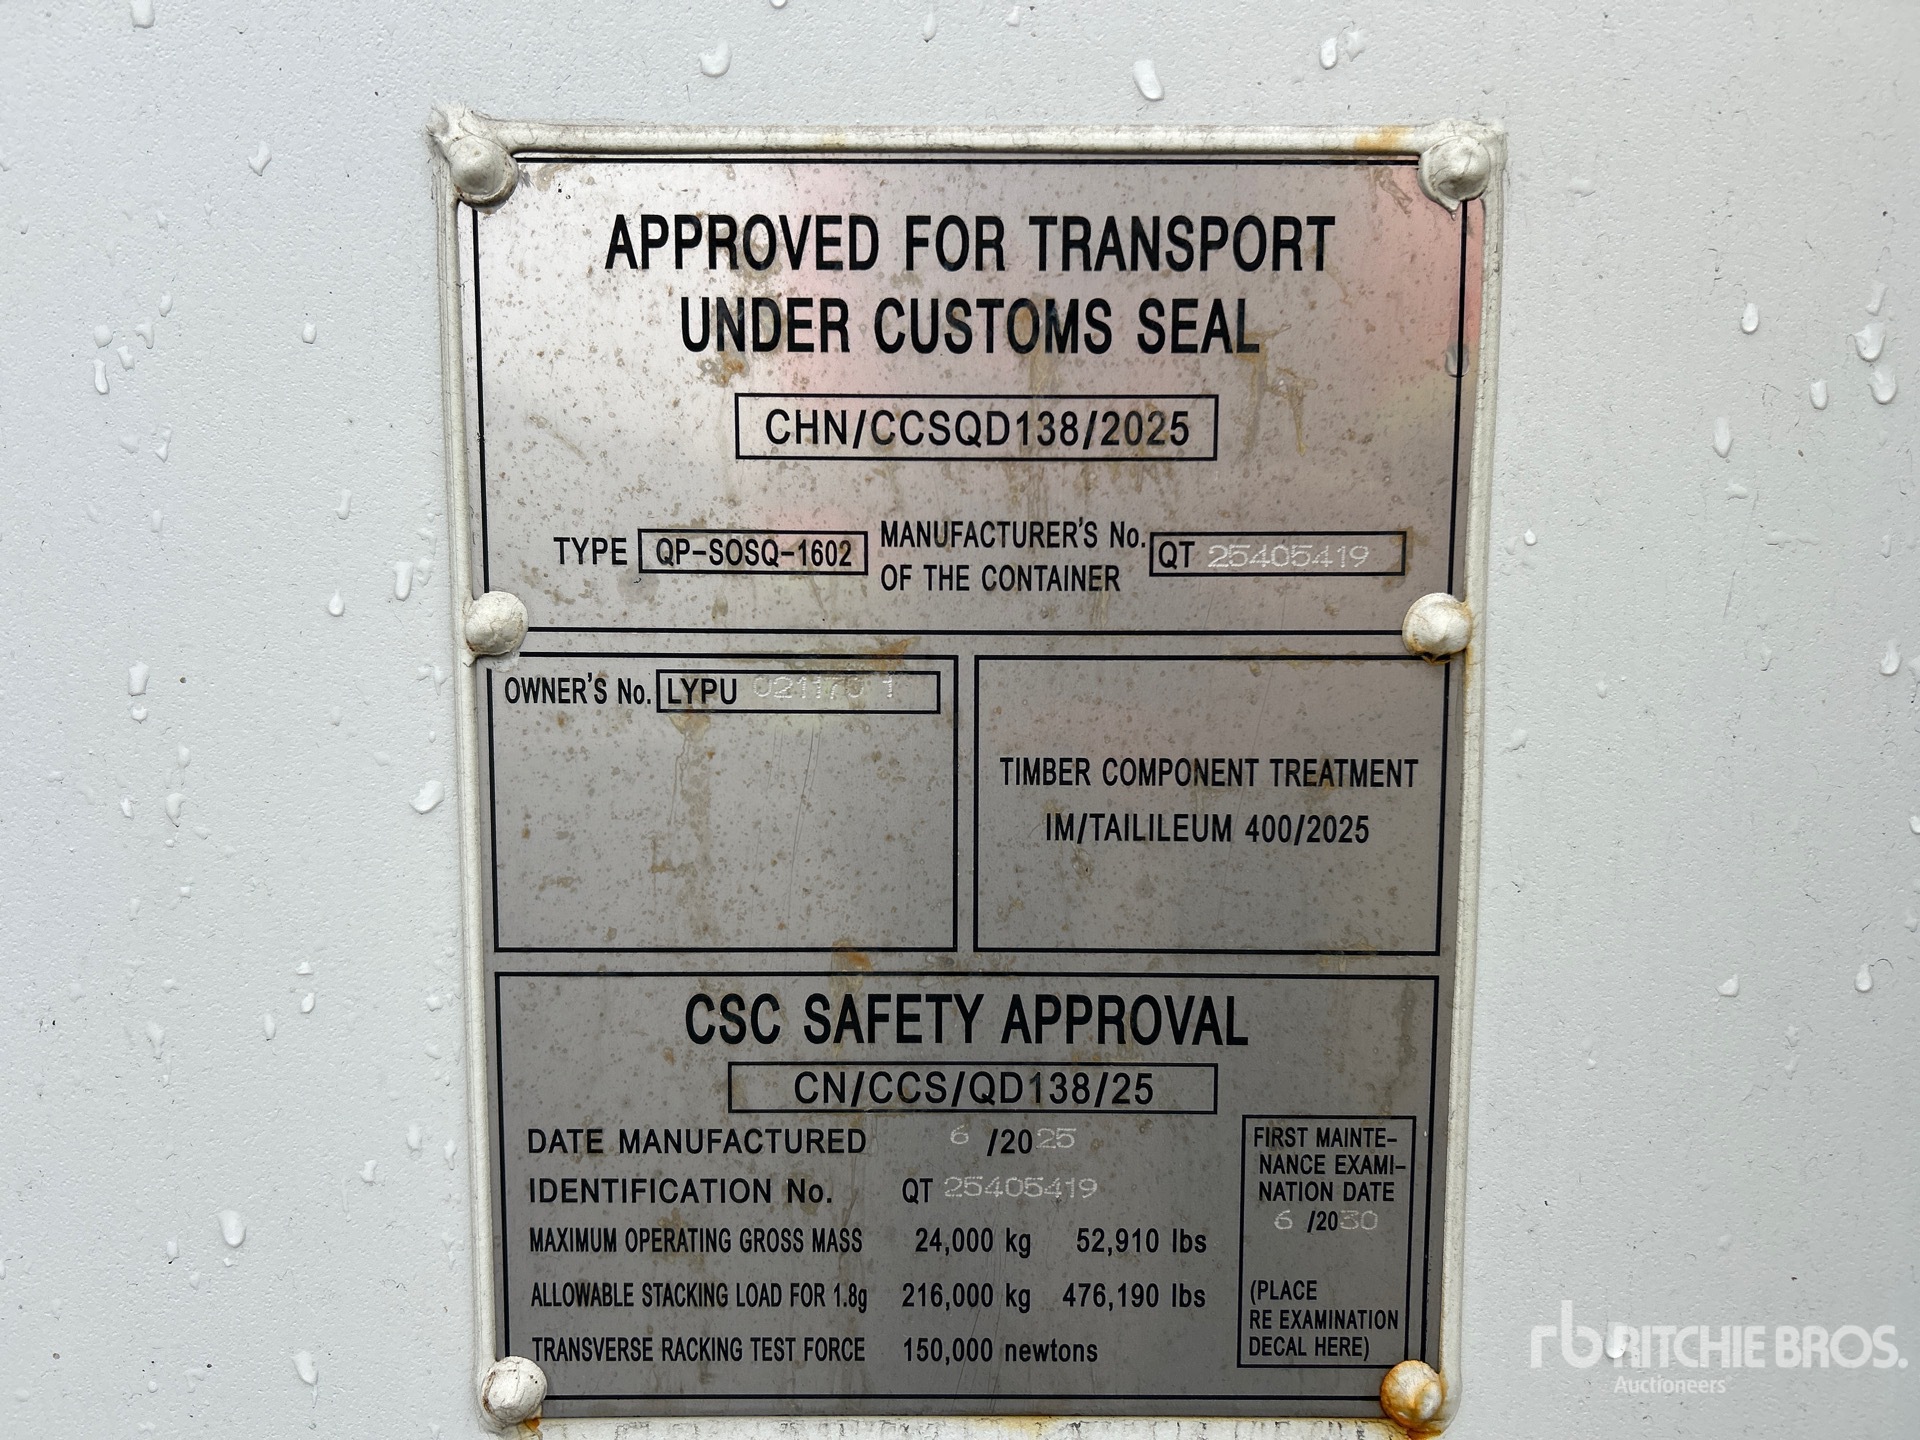 APPROVED FOR TRANSPORT
UNDER CUSTOMS SEAL
CHN/CCSQD138/2025
TYPE QP-SOSQ-1602 MANUFACTURER'S No. OF THE CONTAINER QT 25405419
OWNER'S No. LYPU 021175 1
TIMBER COMPONENT TREATMENT
IM/TAILILEUM 400/2025
CSC SAFETY APPROVAL
CN/CCS/QD138/25
DATE MANUFACTURED 6 /2025
IDENTIFICATION No. QT 25405419
MAXIMUM OPERATING GROSS MASS 24,000 kg 52,910 lbs
ALLOWABLE STACKING LOAD FOR 1.8g 216,000 kg 476,190 lbs
TRANSVERSE RACKING TEST FORCE 150,000 newtons
FIRST MAINTE-
NANCE EXAMI-
NATION DATE
6 /2030
(PLACE
RE EXAMINATION
DECAL HERE)
rb RITCHIE BROS.
Auctioneers